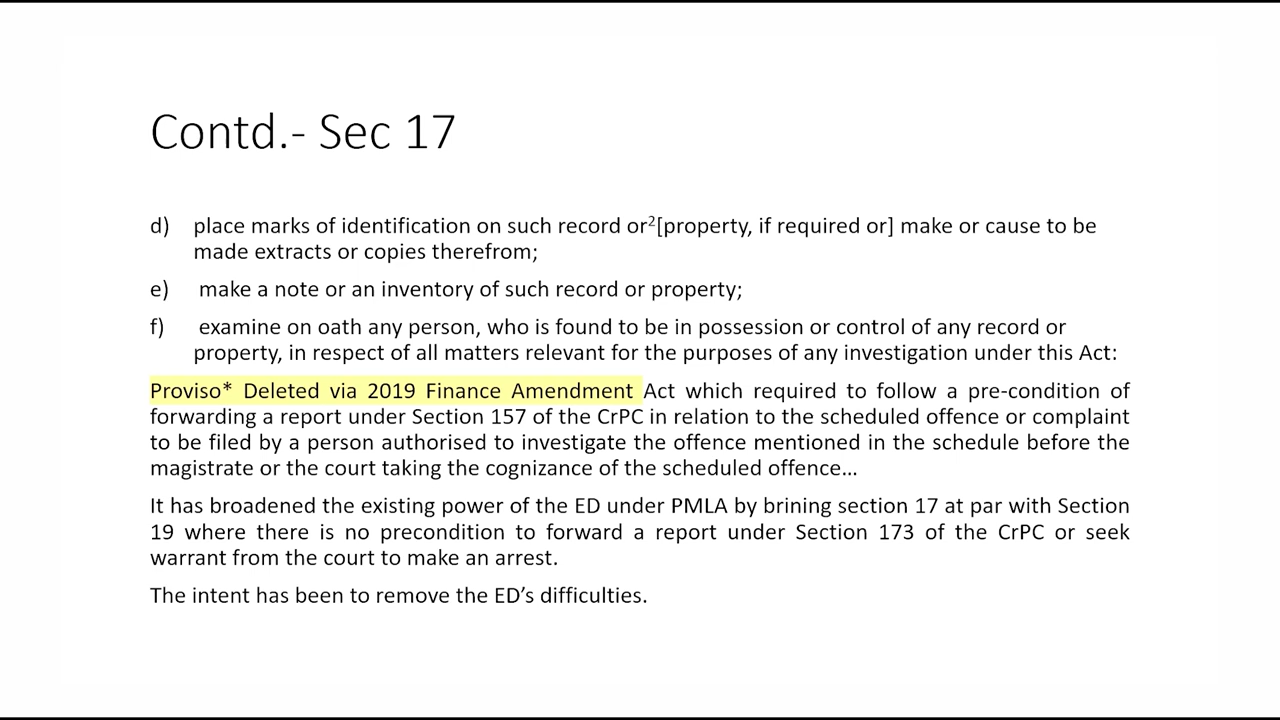 Contd.- Sec 17
d) place marks of identification on such record or²[property, if required or] make or cause to be
made extracts or copies therefrom;
e) make a note or an inventory of such record or property;
f) examine on oath any person, who is found to be in possession or control of any record or
property, in respect of all matters relevant for the purposes of any investigation under this Act:
Proviso* Deleted via 2019 Finance Amendment Act which required to follow a pre-condition of
forwarding a report under Section 157 of the CrPC in relation to the scheduled offence or complaint
to be filed by a person authorised to investigate the offence mentioned in the schedule before the
magistrate or the court taking the cognizance of the scheduled offence…
It has broadened the existing power of the ED under PMLA by brining section 17 at par with Section
19 where there is no precondition to forward a report under Section 173 of the CrPC or seek
warrant from the court to make an arrest.
The intent has been to remove the ED’s difficulties.